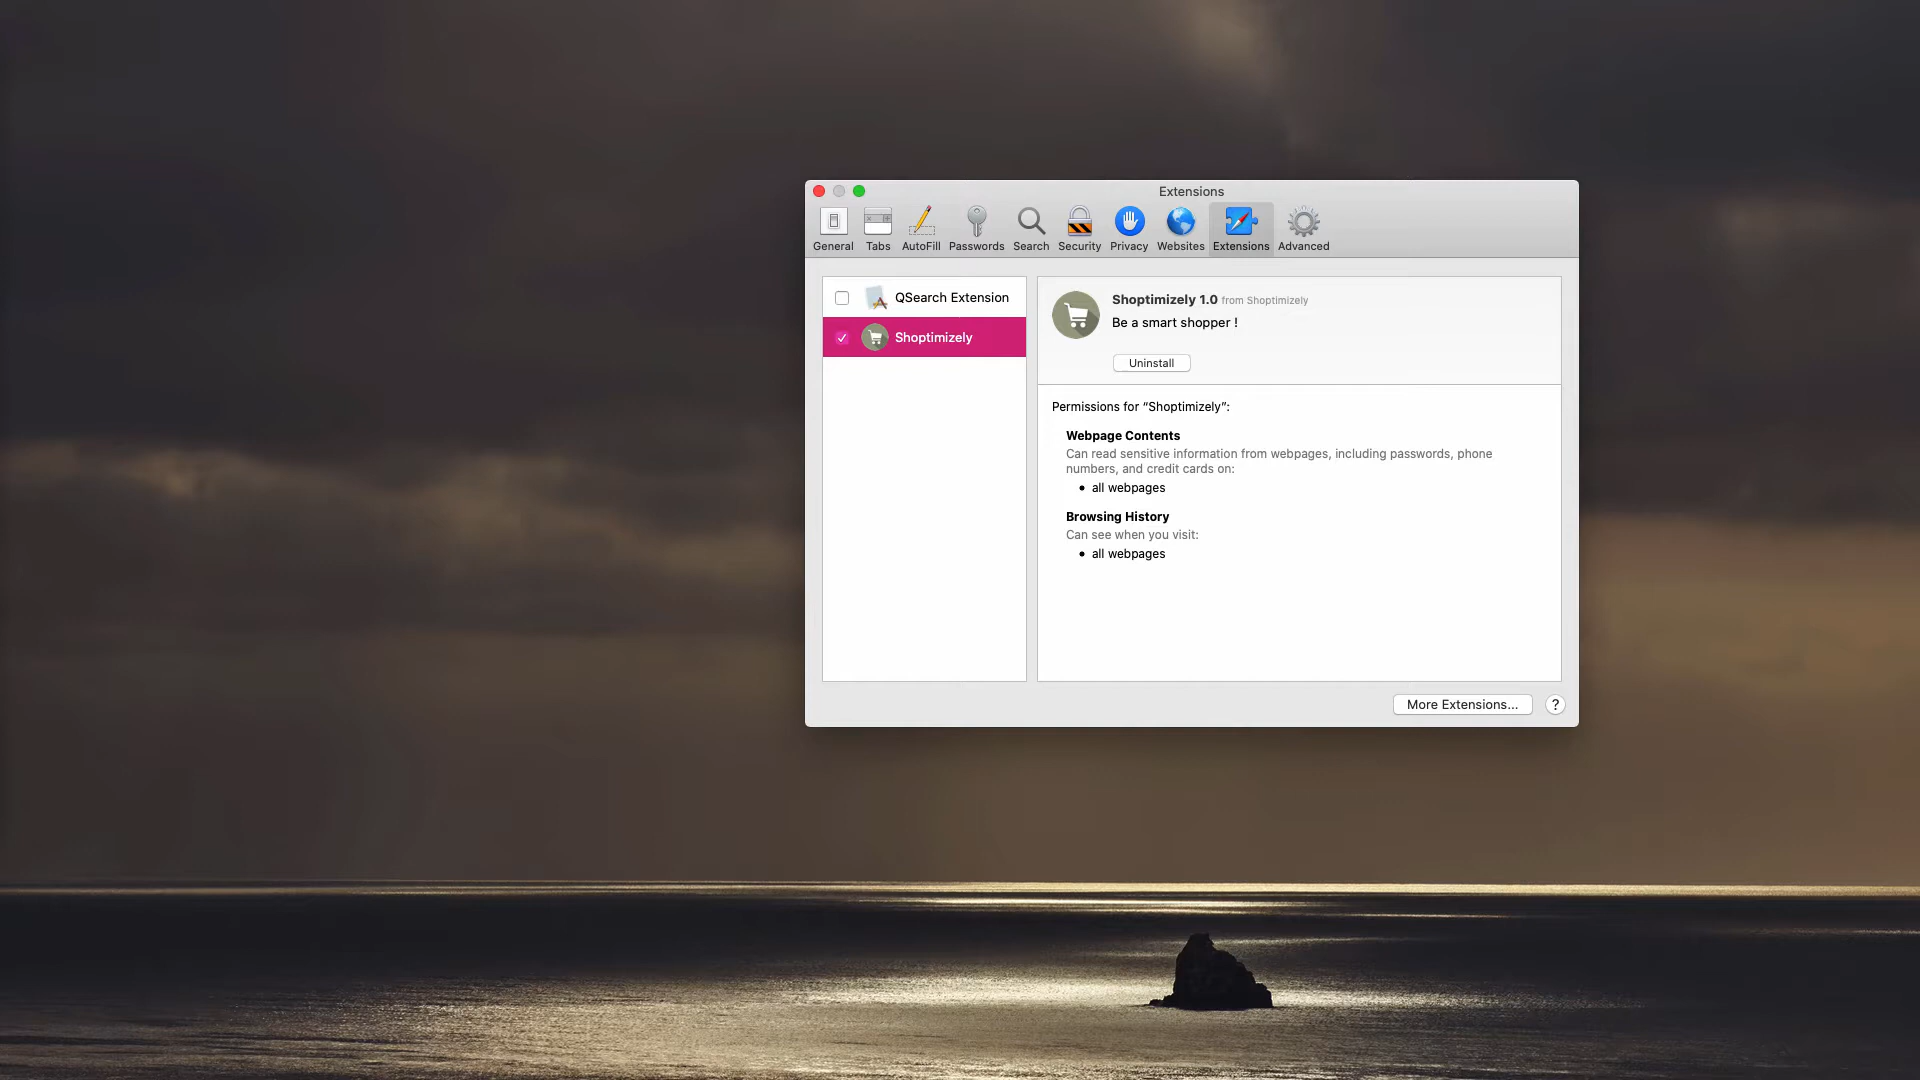 Extensions
General
Tabs
AutoFill
Passwords
Search
Security
Privacy
Websites
Extensions
Advanced
QSearch Extension
Shoptimizely
Shoptimizely 1.0 from Shoptimizely
Be a smart shopper !
Uninstall
Permissions for “Shoptimizely”:
Webpage Contents
Can read sensitive information from webpages, including passwords, phone
numbers, and credit cards on:
• all webpages
Browsing History
Can see when you visit:
• all webpages
More Extensions...
?